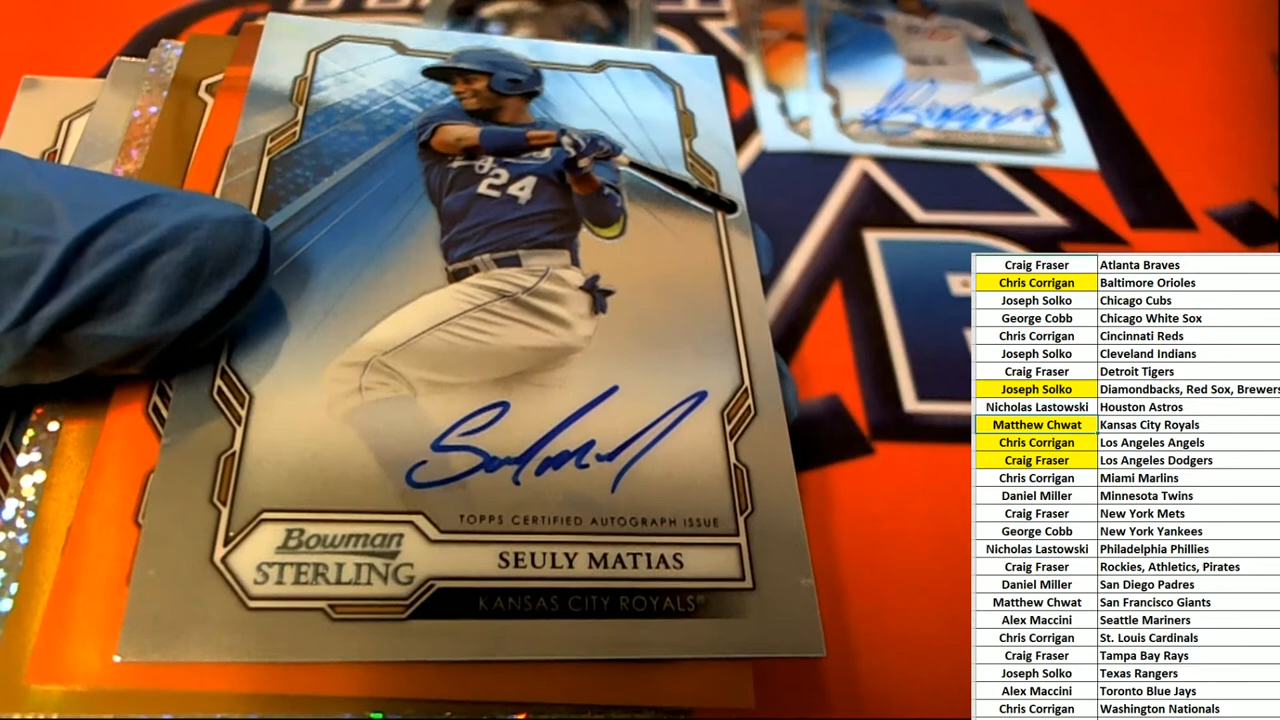 24
TOPPS CERTIFIED AUTOGRAPH ISSUE
Bowman
STERLING
SEULY MATIAS
KANSAS CITY ROYALS®
Craig Fraser Atlanta Braves
Chris Corrigan Baltimore Orioles
Joseph Solko Chicago Cubs
George Cobb Chicago White Sox
Chris Corrigan Cincinnati Reds
Joseph Solko Cleveland Indians
Craig Fraser Detroit Tigers
Joseph Solko Diamondbacks, Red Sox, Brewers
Nicholas Lastowski Houston Astros
Matthew Chwat Kansas City Royals
Chris Corrigan Los Angeles Angels
Craig Fraser Los Angeles Dodgers
Chris Corrigan Miami Marlins
Daniel Miller Minnesota Twins
Craig Fraser New York Mets
George Cobb New York Yankees
Nicholas Lastowski Philadelphia Phillies
Craig Fraser Rockies, Athletics, Pirates
Daniel Miller San Diego Padres
Matthew Chwat San Francisco Giants
Alex Maccini Seattle Mariners
Chris Corrigan St. Louis Cardinals
Craig Fraser Tampa Bay Rays
Joseph Solko Texas Rangers
Alex Maccini Toronto Blue Jays
Chris Corrigan Washington Nationals